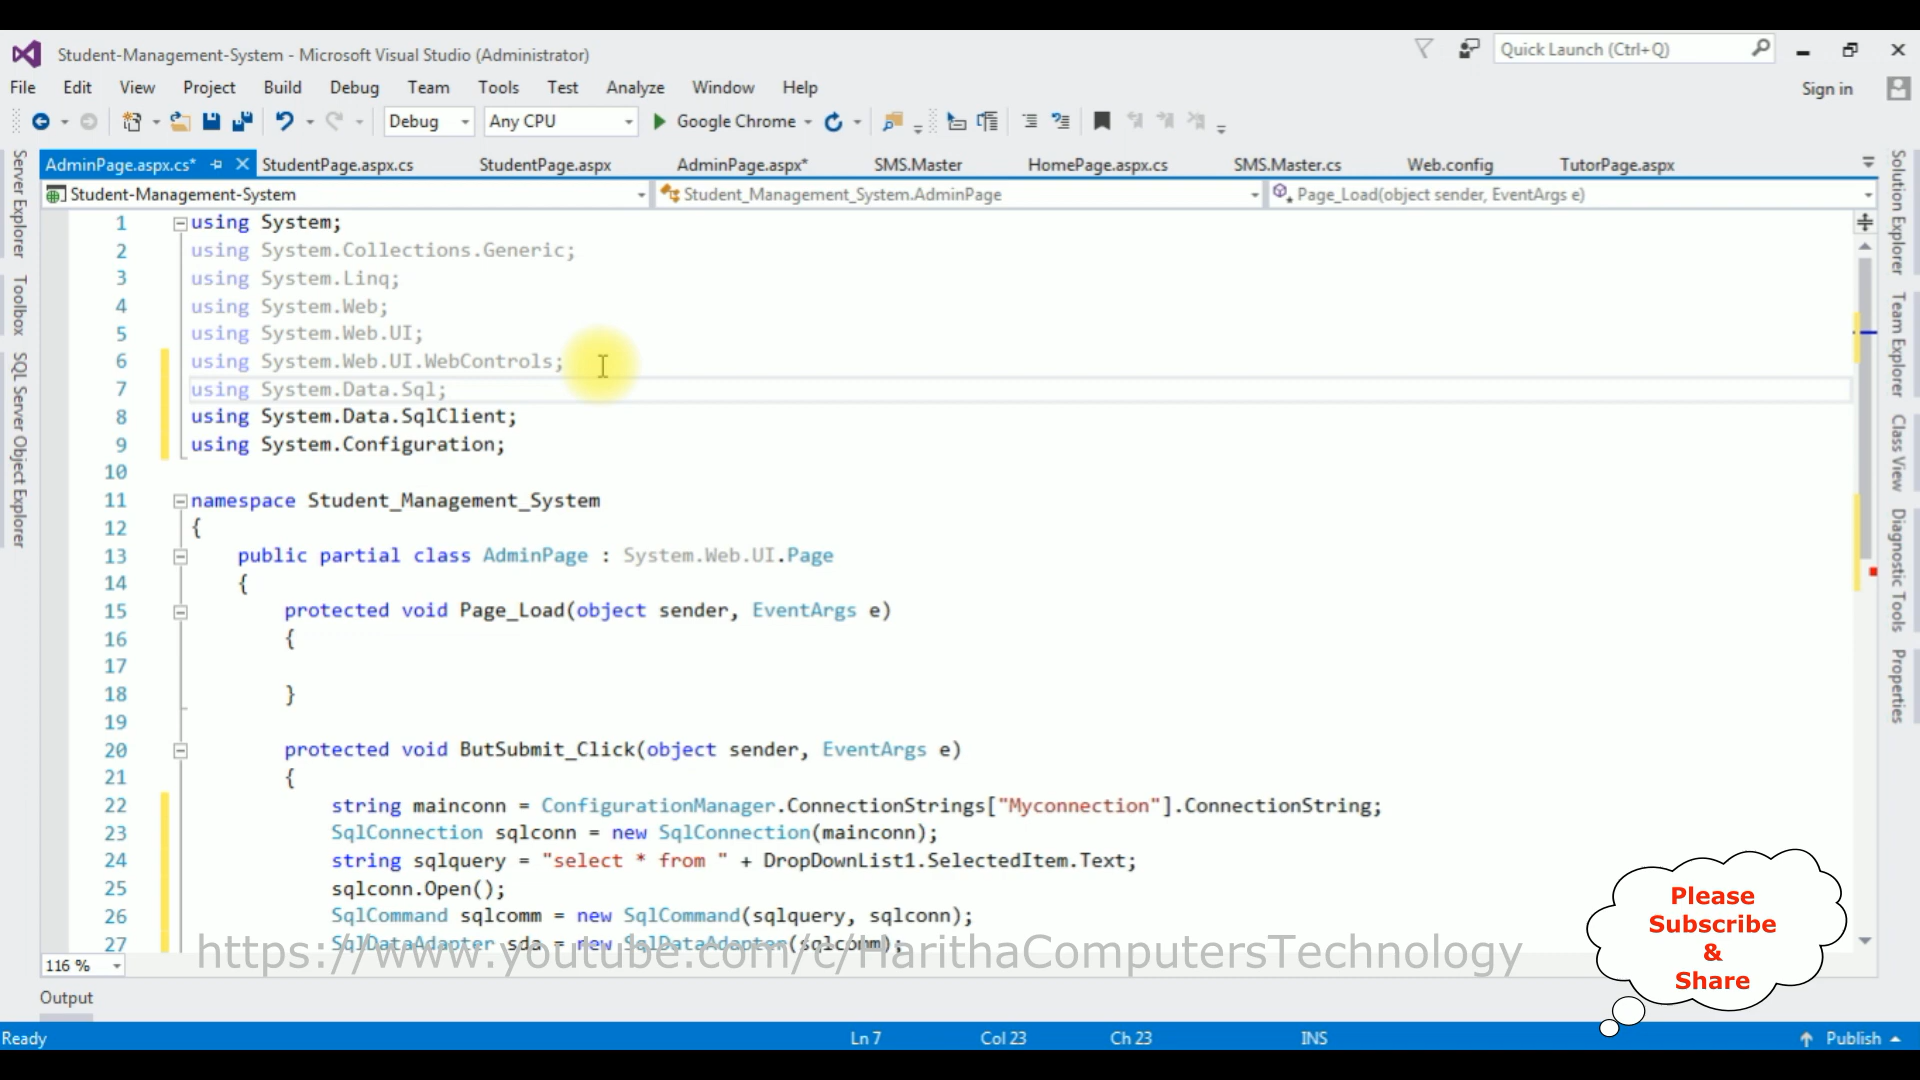 Student-Management-System - Microsoft Visual Studio (Administrator)
Quick Launch (Ctrl+Q)
File Edit View Project Build Debug Team Tools Test Analyze Window Help
Sign in
Debug Any CPU Google Chrome
AdminPage.aspx.cs* StudentPage.aspx.cs StudentPage.aspx AdminPage.aspx* SMS.Master HomePage.aspx.cs SMS.Master.cs Web.config TutorPage.aspx
Student-Management-System Student_Management_System.AdminPage Page_Load(object sender, EventArgs e)
Server Explorer
Toolbox
SQL Server Object Explorer
1 using System;
2 using System.Collections.Generic;
3 using System.Linq;
4 using System.Web;
5 using System.Web.UI;
6 using System.Web.UI.WebControls;
7 using System.Data.Sql;
8 using System.Data.SqlClient;
9 using System.Configuration;
10
11 namespace Student_Management_System
12 {
13 public partial class AdminPage : System.Web.UI.Page
14 {
15 protected void Page_Load(object sender, EventArgs e)
16 {
17
18 }
19
20 protected void ButSubmit_Click(object sender, EventArgs e)
21 {
22 string mainconn = ConfigurationManager.ConnectionStrings["Myconnection"].ConnectionString;
23 SqlConnection sqlconn = new SqlConnection(mainconn);
24 string sqlquery = "select * from " + DropDownList1.SelectedItem.Text;
25 sqlconn.Open();
26 SqlCommand sqlcomm = new SqlCommand(sqlquery, sqlconn);
27 SqlDataAdapter sda = new SqlDataAdapter(sqlcomm);
https://www.youtube.com/c/HarithaComputersTechnology
Solution Explorer
Team Explorer
Class View
Diagnostic Tools
Properties
Please
Subscribe
&
Share
116 %
Output
Ready Ln 7 Col 23 Ch 23 INS Publish